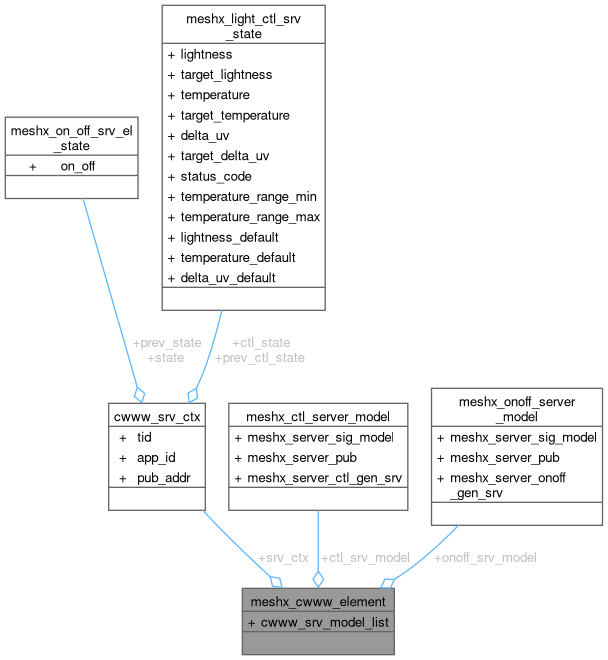 meshx_light_ctl_srv
_state
+ lightness
+ target_lightness
+ temperature
+ target_temperature
+ delta_uv
+ target_delta_uv
+ status_code
+ temperature_range_min
+ temperature_range_max
+ lightness_default
+ temperature_default
+ delta_uv_default
meshx_on_off_srv_el
_state
+ on_off
+prev_state
+state
+ctl_state
+prev_ctl_state
cwww_srv_ctx
+ tid
+ app_id
+ pub_addr
meshx_ctl_server_model
+ meshx_server_sig_model
+ meshx_server_pub
+ meshx_server_ctl_gen_srv
meshx_onoff_server
_model
+ meshx_server_sig_model
+ meshx_server_pub
+ meshx_server_onoff
_gen_srv
+srv_ctx
+ctl_srv_model
+onoff_srv_model
meshx_cwww_element
+ cwww_srv_model_list